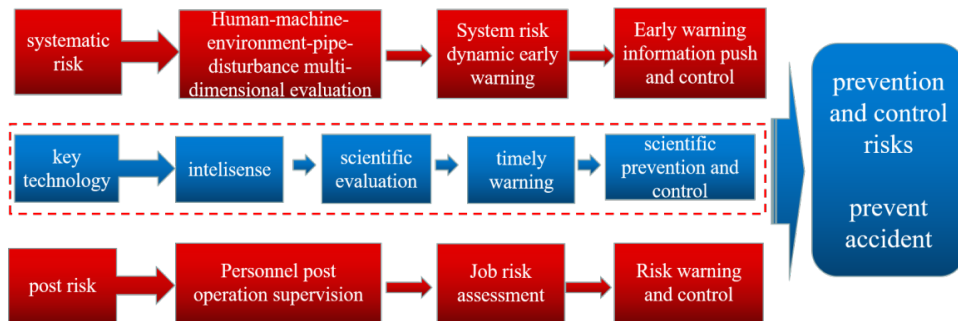 systematic
risk
Human-machine-
environment-pipe-
disturbance multi-
dimensional evaluation
System risk
dynamic early
warning
Early warning
information push
and control
key
technology
intelisense
scientific
evaluation
timely
warning
scientific
prevention and
control
post risk
Personnel post
operation supervision
Job risk
assessment
Risk warning
and control
prevention
and control
risks
prevent
accident